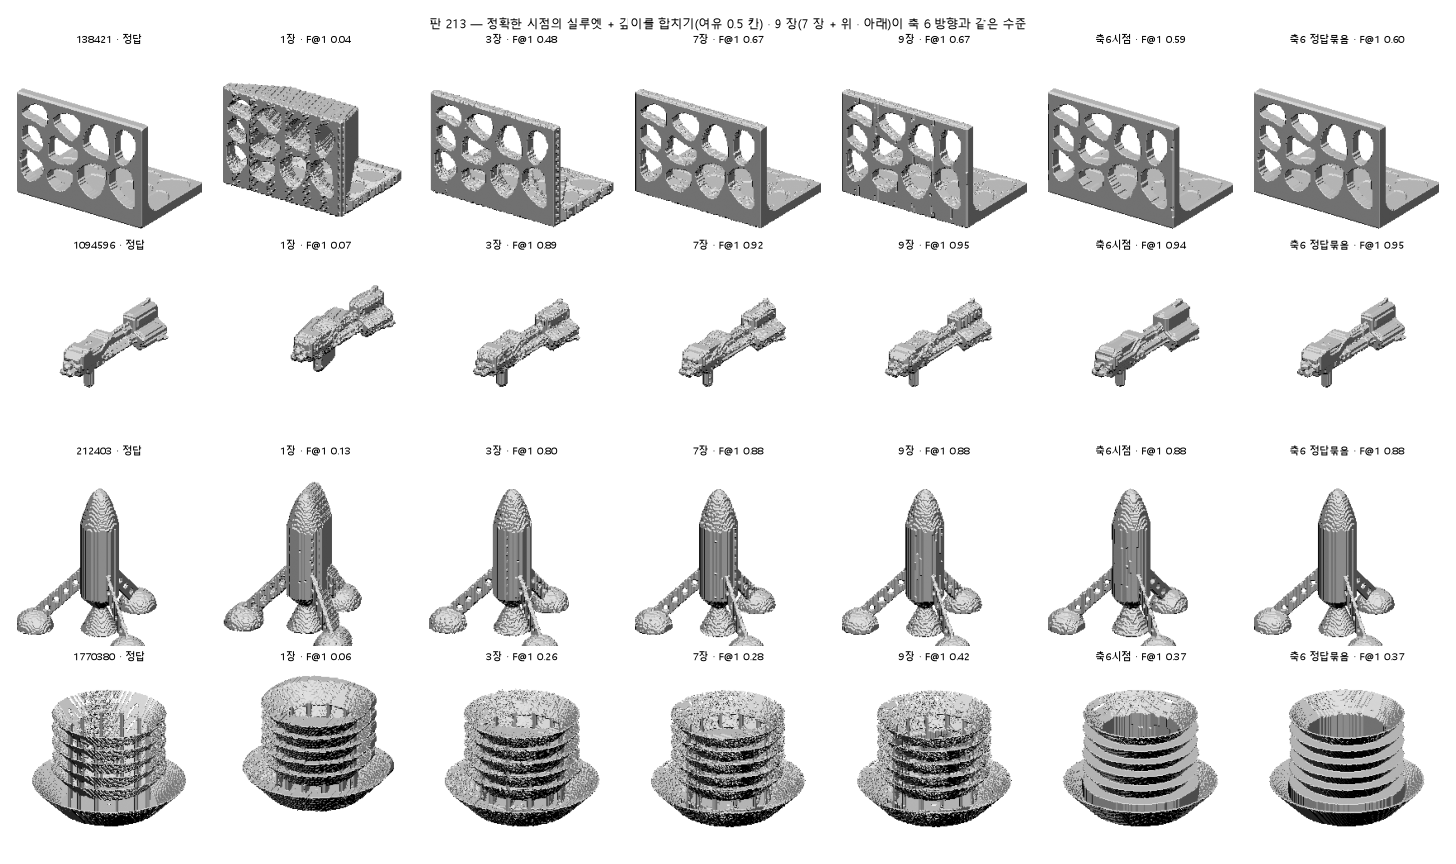 판 213 — 정확한 시점의 실루엣 + 깊이를 합치기(여유 0.5 칸) · 9 장(7 장 + 위 · 아래)이 축 6 방향과 같은 수준
138421 · 정답 1장 · F@1 0.04 3장 · F@1 0.48 7장 · F@1 0.67 9장 · F@1 0.67 축6시점 · F@1 0.59 축6 정답묶음 · F@1 0.60
1094596 · 정답 1장 · F@1 0.07 3장 · F@1 0.89 7장 · F@1 0.92 9장 · F@1 0.95 축6시점 · F@1 0.94 축6 정답묶음 · F@1 0.95
212403 · 정답 1장 · F@1 0.13 3장 · F@1 0.80 7장 · F@1 0.88 9장 · F@1 0.88 축6시점 · F@1 0.88 축6 정답묶음 · F@1 0.88
1770380 · 정답 1장 · F@1 0.06 3장 · F@1 0.26 7장 · F@1 0.28 9장 · F@1 0.42 축6시점 · F@1 0.37 축6 정답묶음 · F@1 0.37